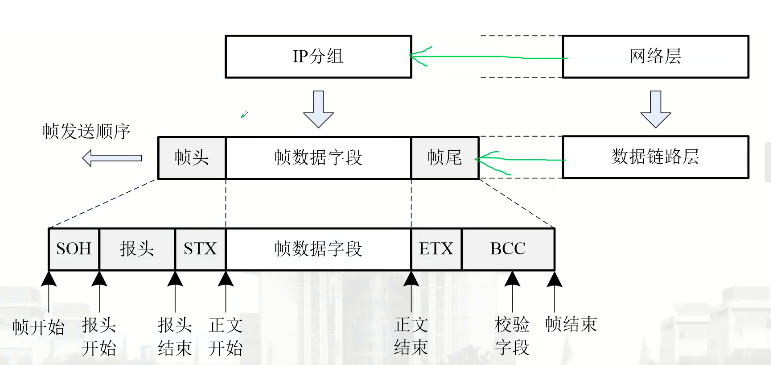 IP分组
网络层
帧发送顺序
帧头
帧数据字段
帧尾
数据链路层
SOH
报头
STX
帧数据字段
ETX
BCC
帧开始
报头
开始
报头
结束
正文
开始
正文
结束
校验
字段
帧结束